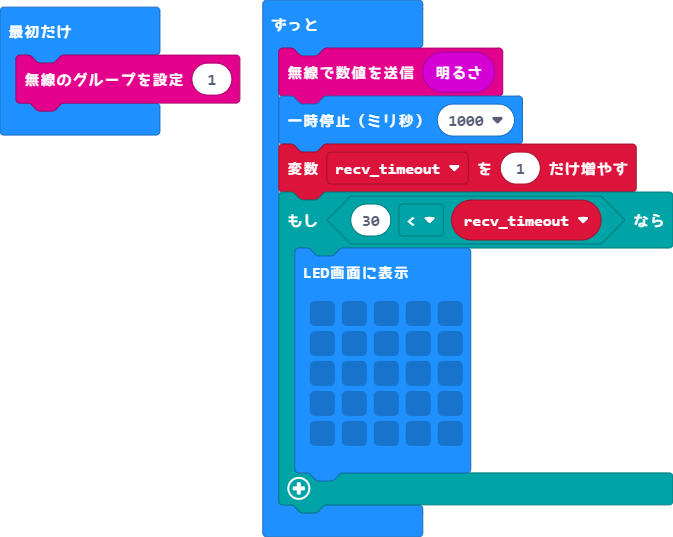 最初だけ
無線のグループを設定 1
ずっと
無線で数値を送信 明るさ
一時停止（ミリ秒） 1000
変数 recv_timeout を 1 だけ増やす
もし 30 < recv_timeout なら
LED画面に表示